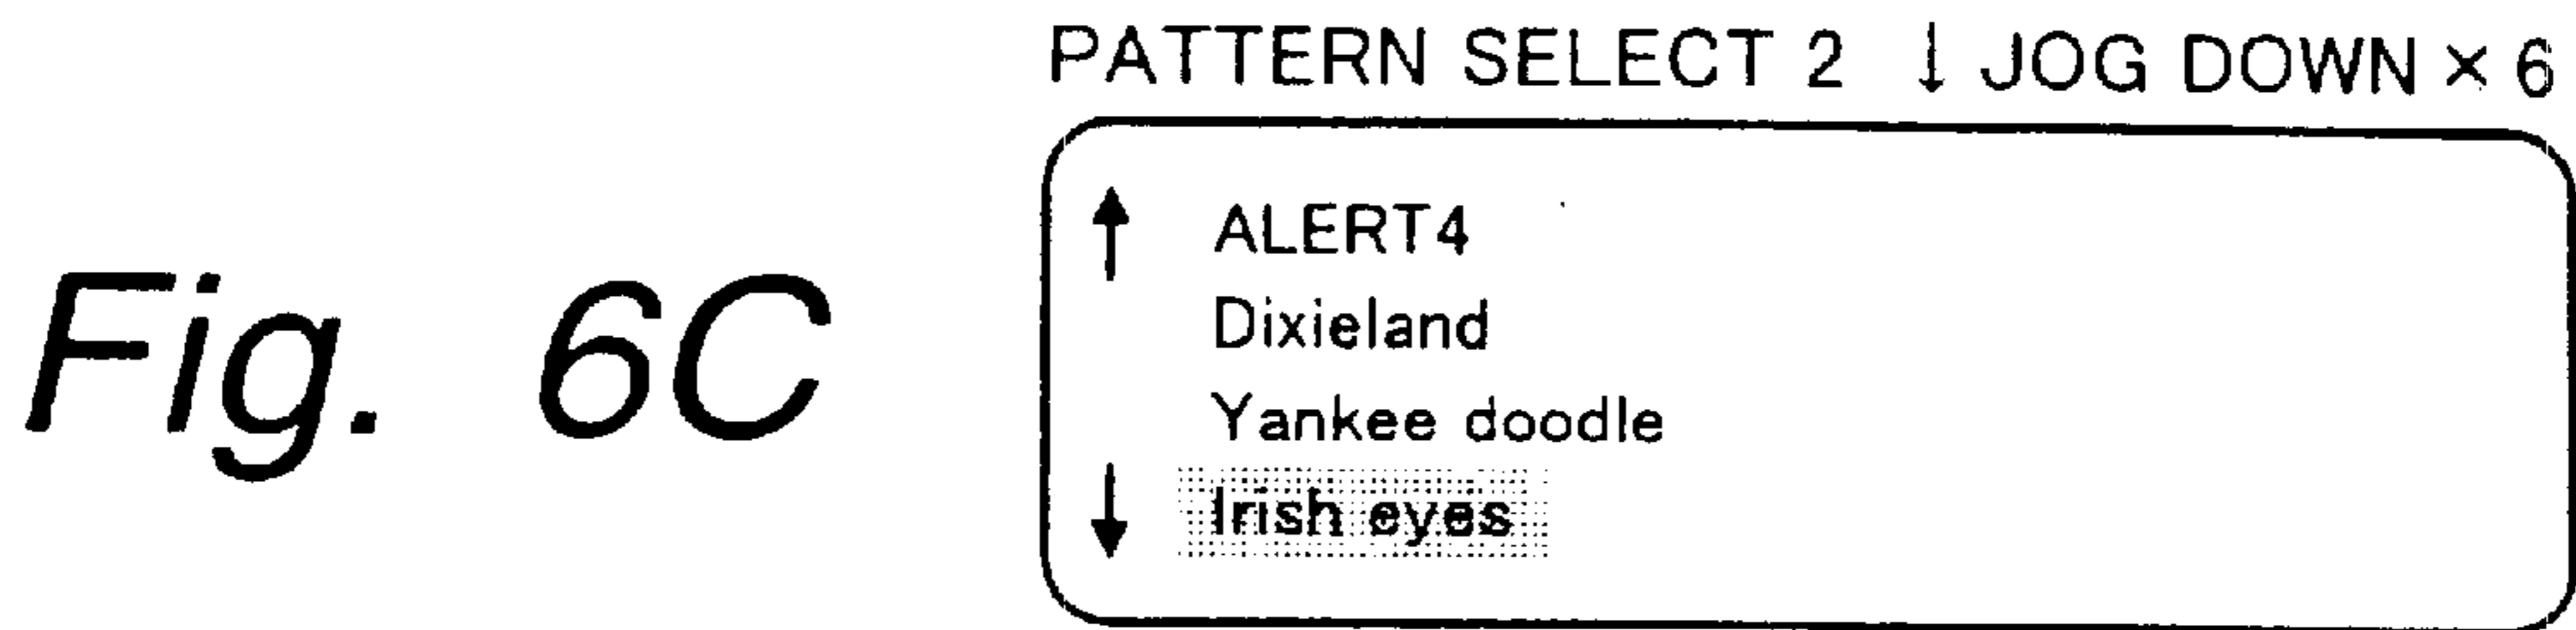 PATTERN SELECT 2 ↓ JOG DOWN × 6
↑ ALERT4
Dixieland
Yankee doodle
↓ Irish eyes
Fig. 6C